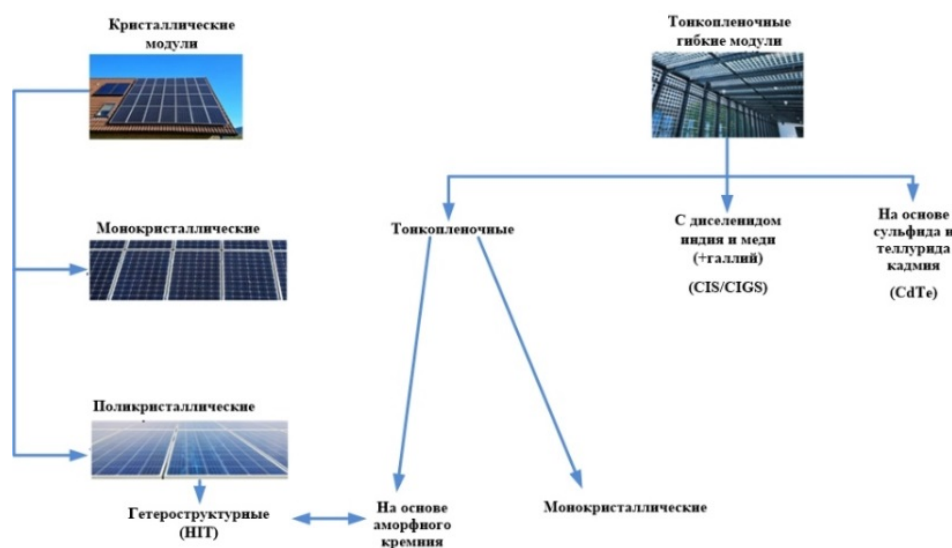 Кристаллические
модули
Тонкопленочные
гибкие модули
Монокристаллические
Тонкопленочные
С диселенидом
индия и меди
(+галлий)
(CIS/CIGS)
На основе
сульфида и
теллурида
кадмия
(CdTe)
Поликристаллические
Гетероструктурные
(HIT)
На основе
аморфного
кремния
Монокристаллические